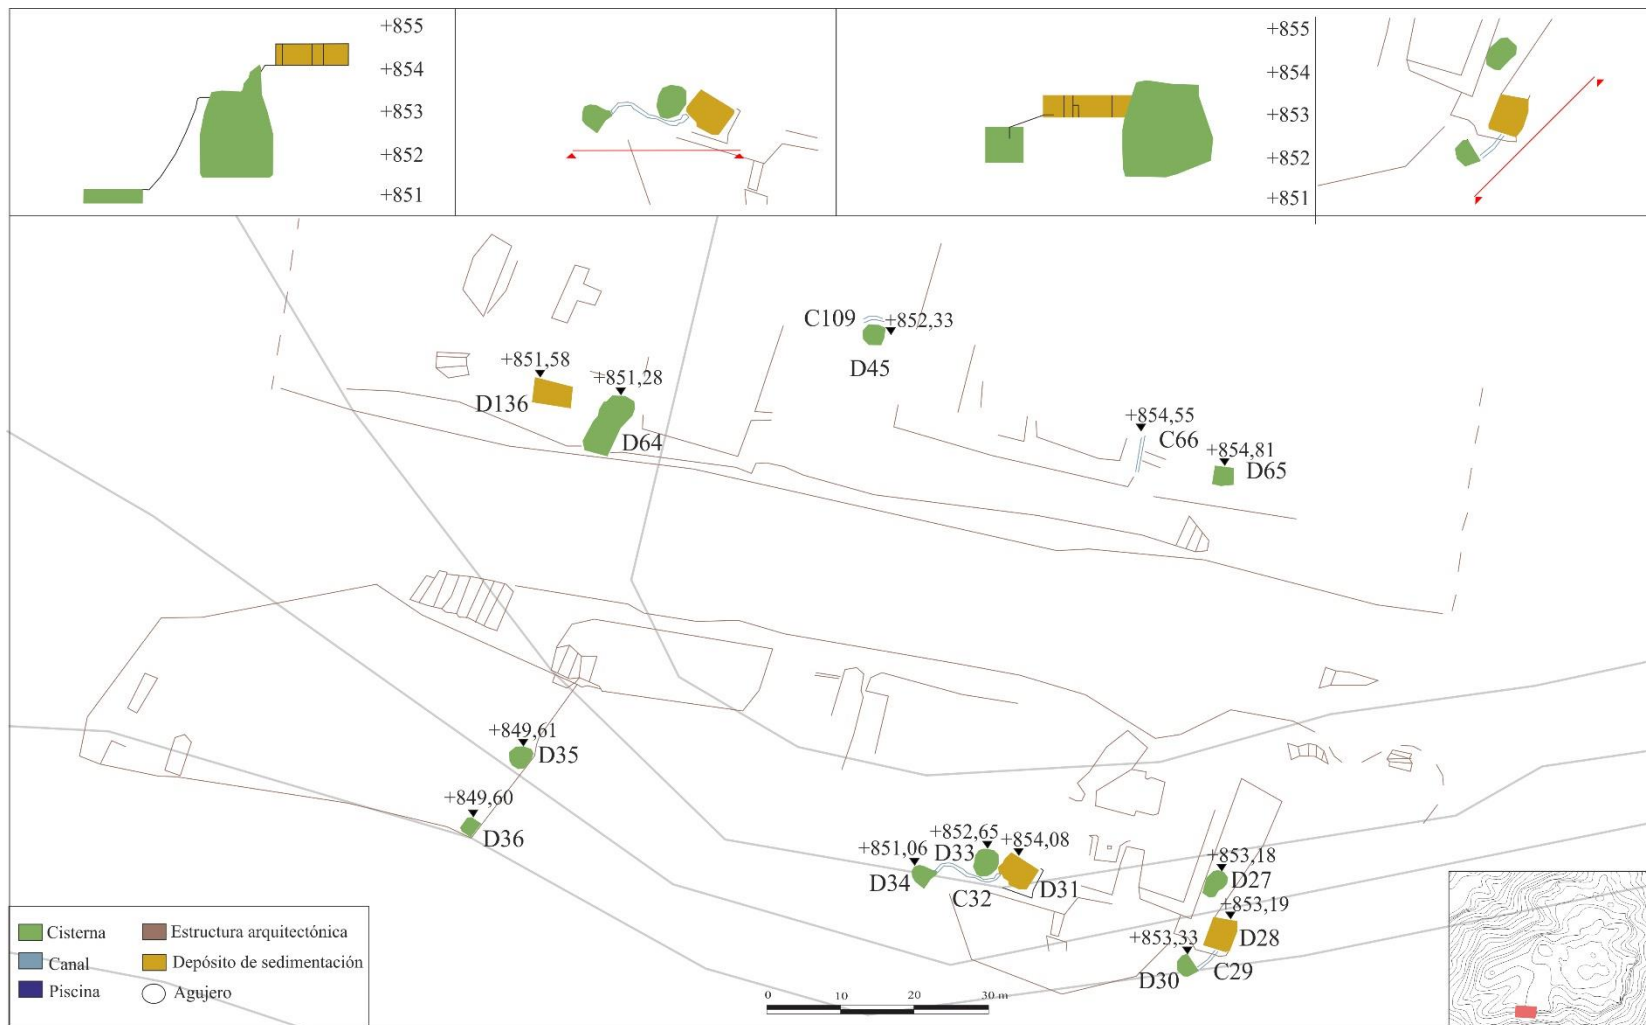 +855
+854
+853
+852
+851
+855
+854
+853
+852
+851
C109
+852,33
D45
+851,58
D136
+851,28
D64
+854,55
C66
+854,81
D65
+849,61
D35
+849,60
D36
+852,65
+854,08
+851,06
D33
D34
C32
D31
+853,18
D27
+853,19
D28
+853,33
D30
C29
Cisterna
Estructura arquitectónica
Canal
Depósito de sedimentación
Piscina
Agujero
0 10 20 30 m